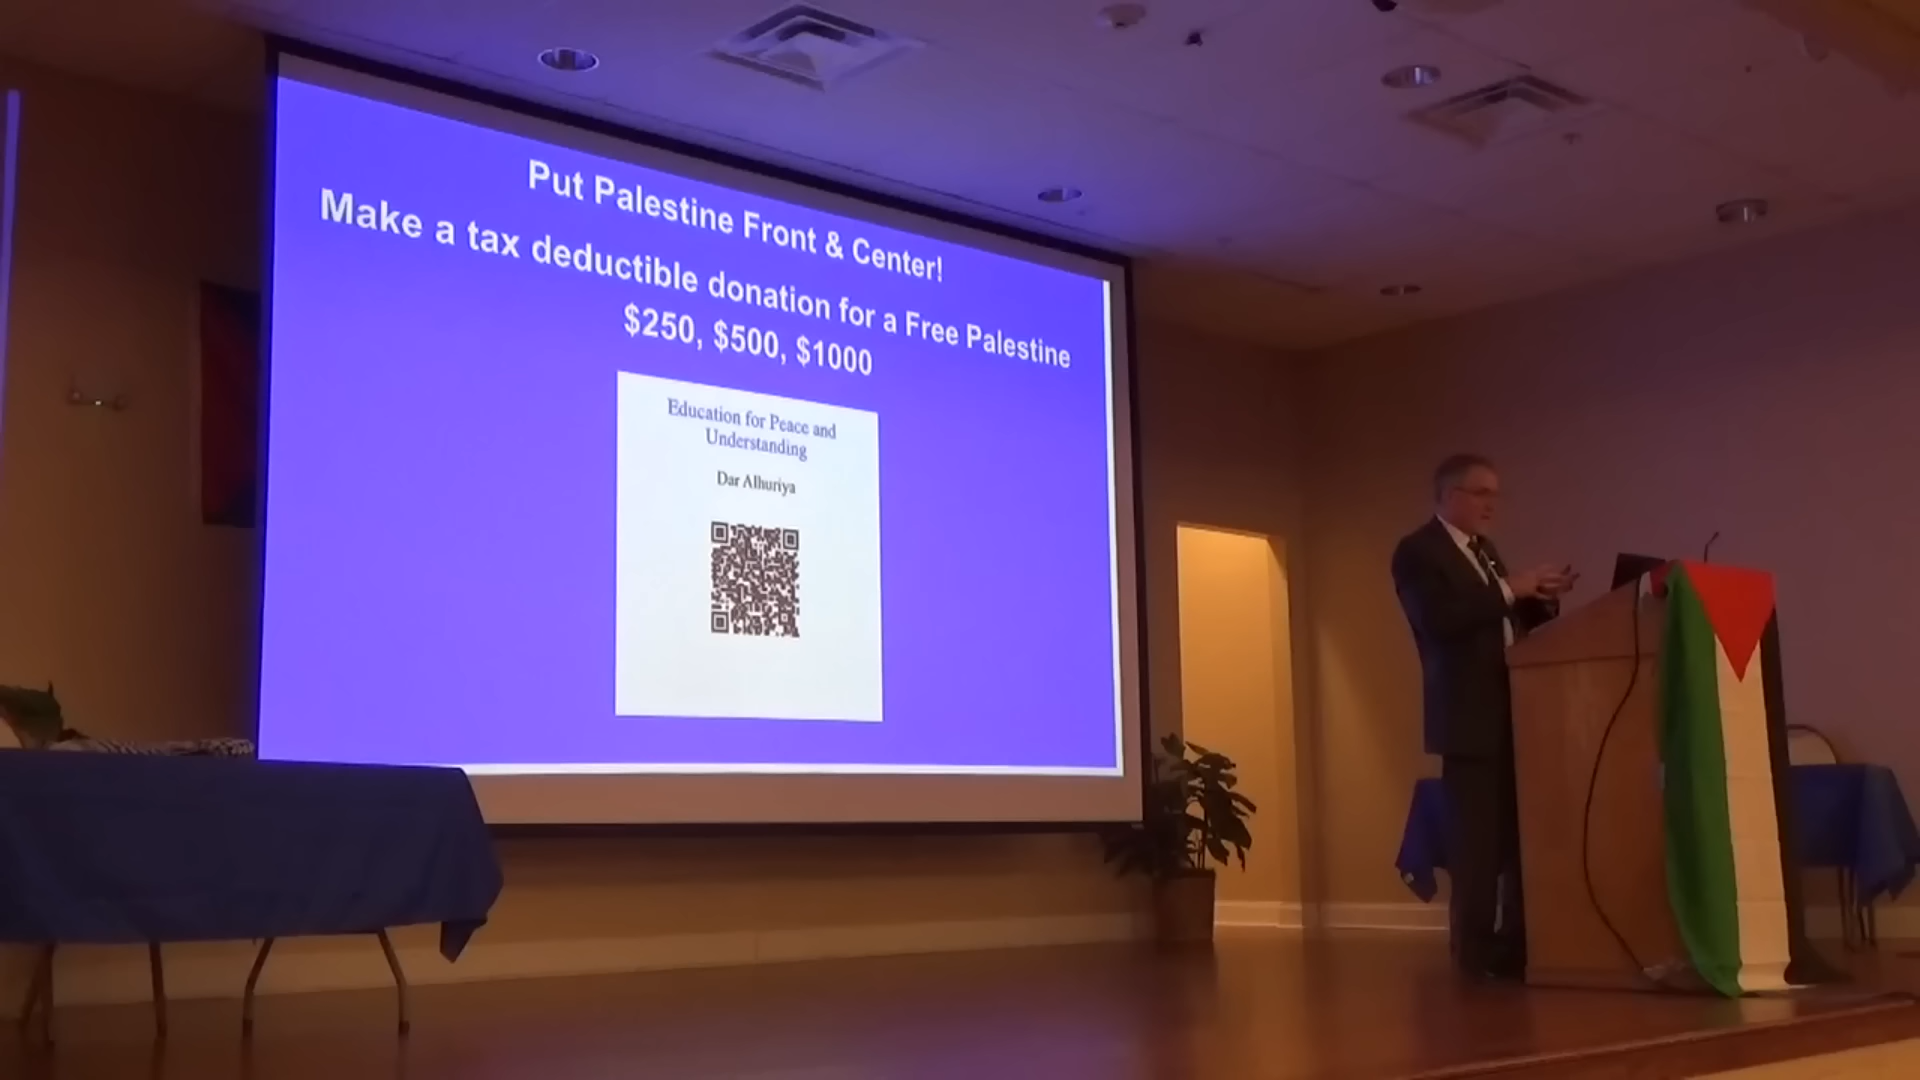 Put Palestine Front & Center!
Make a tax deductible donation for a Free Palestine
$250, $500, $1000
Education for Peace and
Understanding
Dar Alhuriya